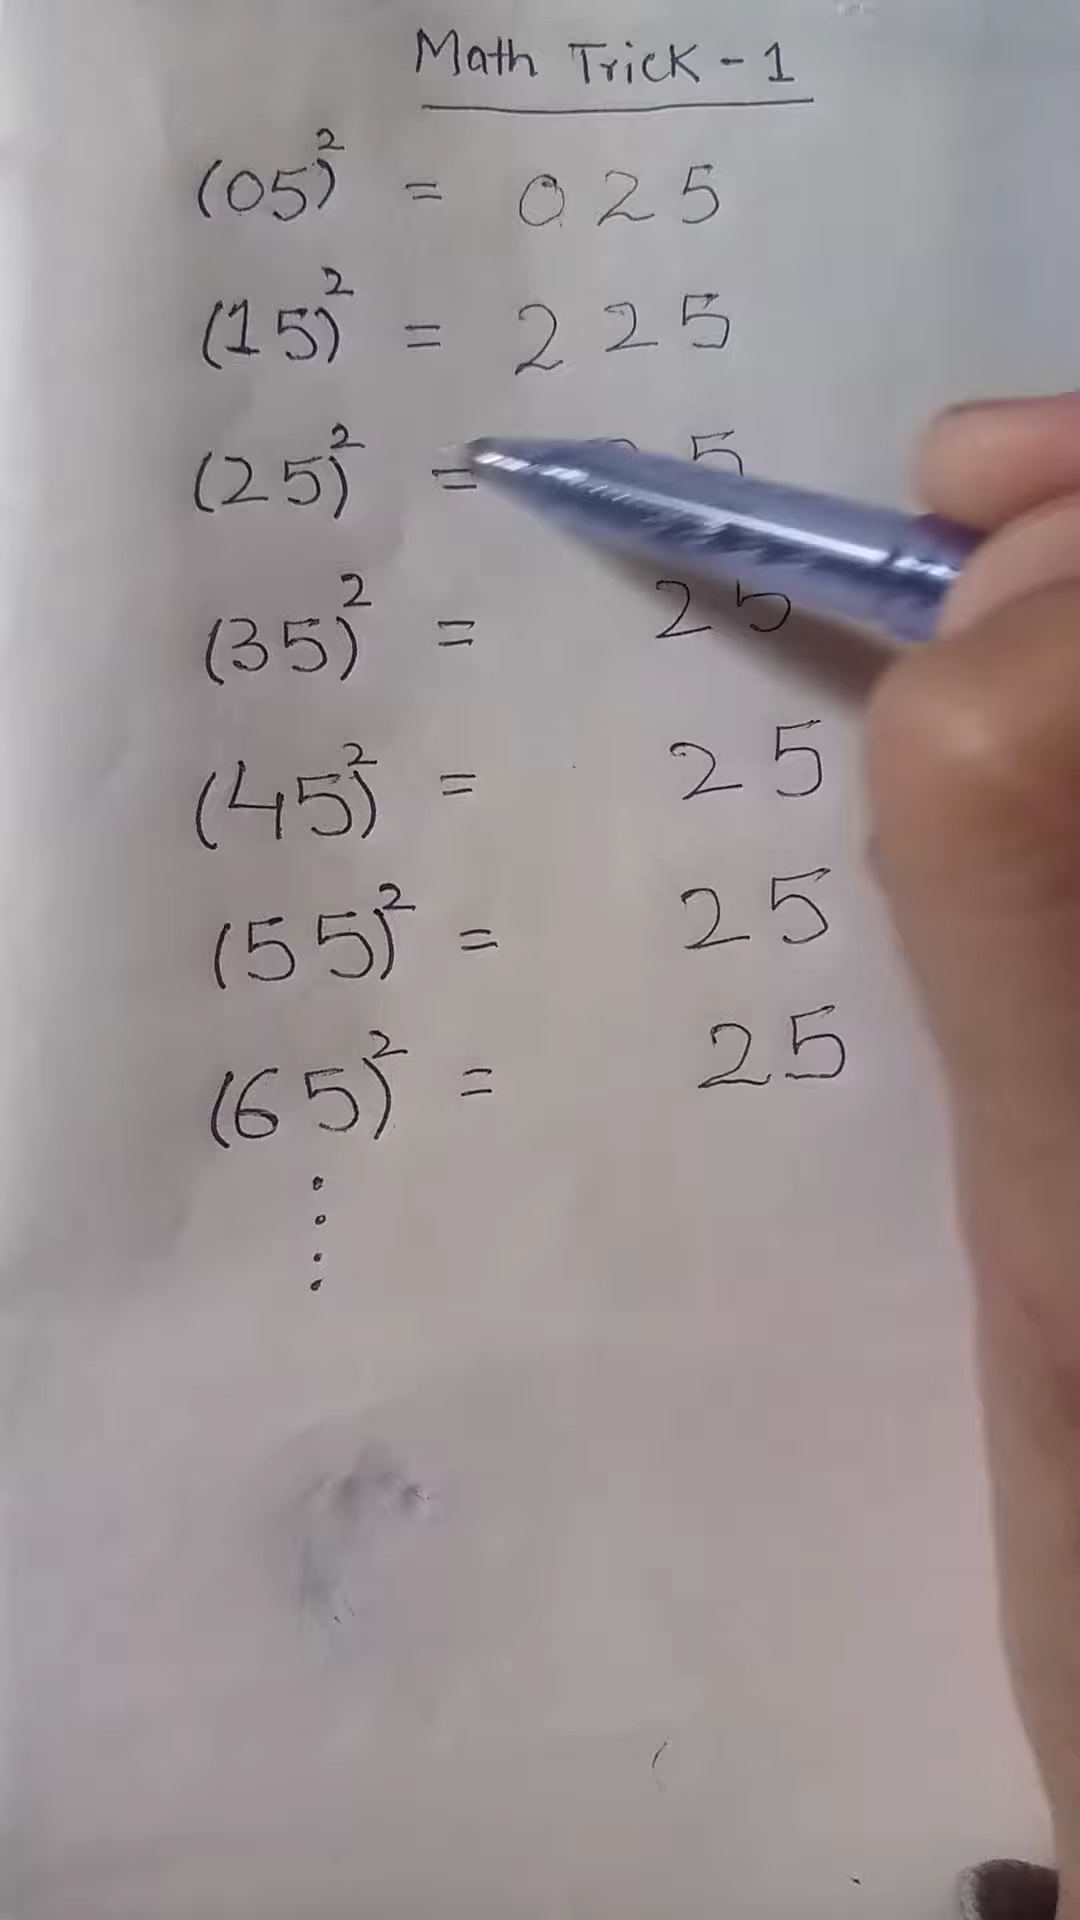 Math Trick - 1
(05)² = 025
(15)² = 225
(25)² = 25
(35)² = 25
(45)² = 25
(55)² = 25
(65)² = 25